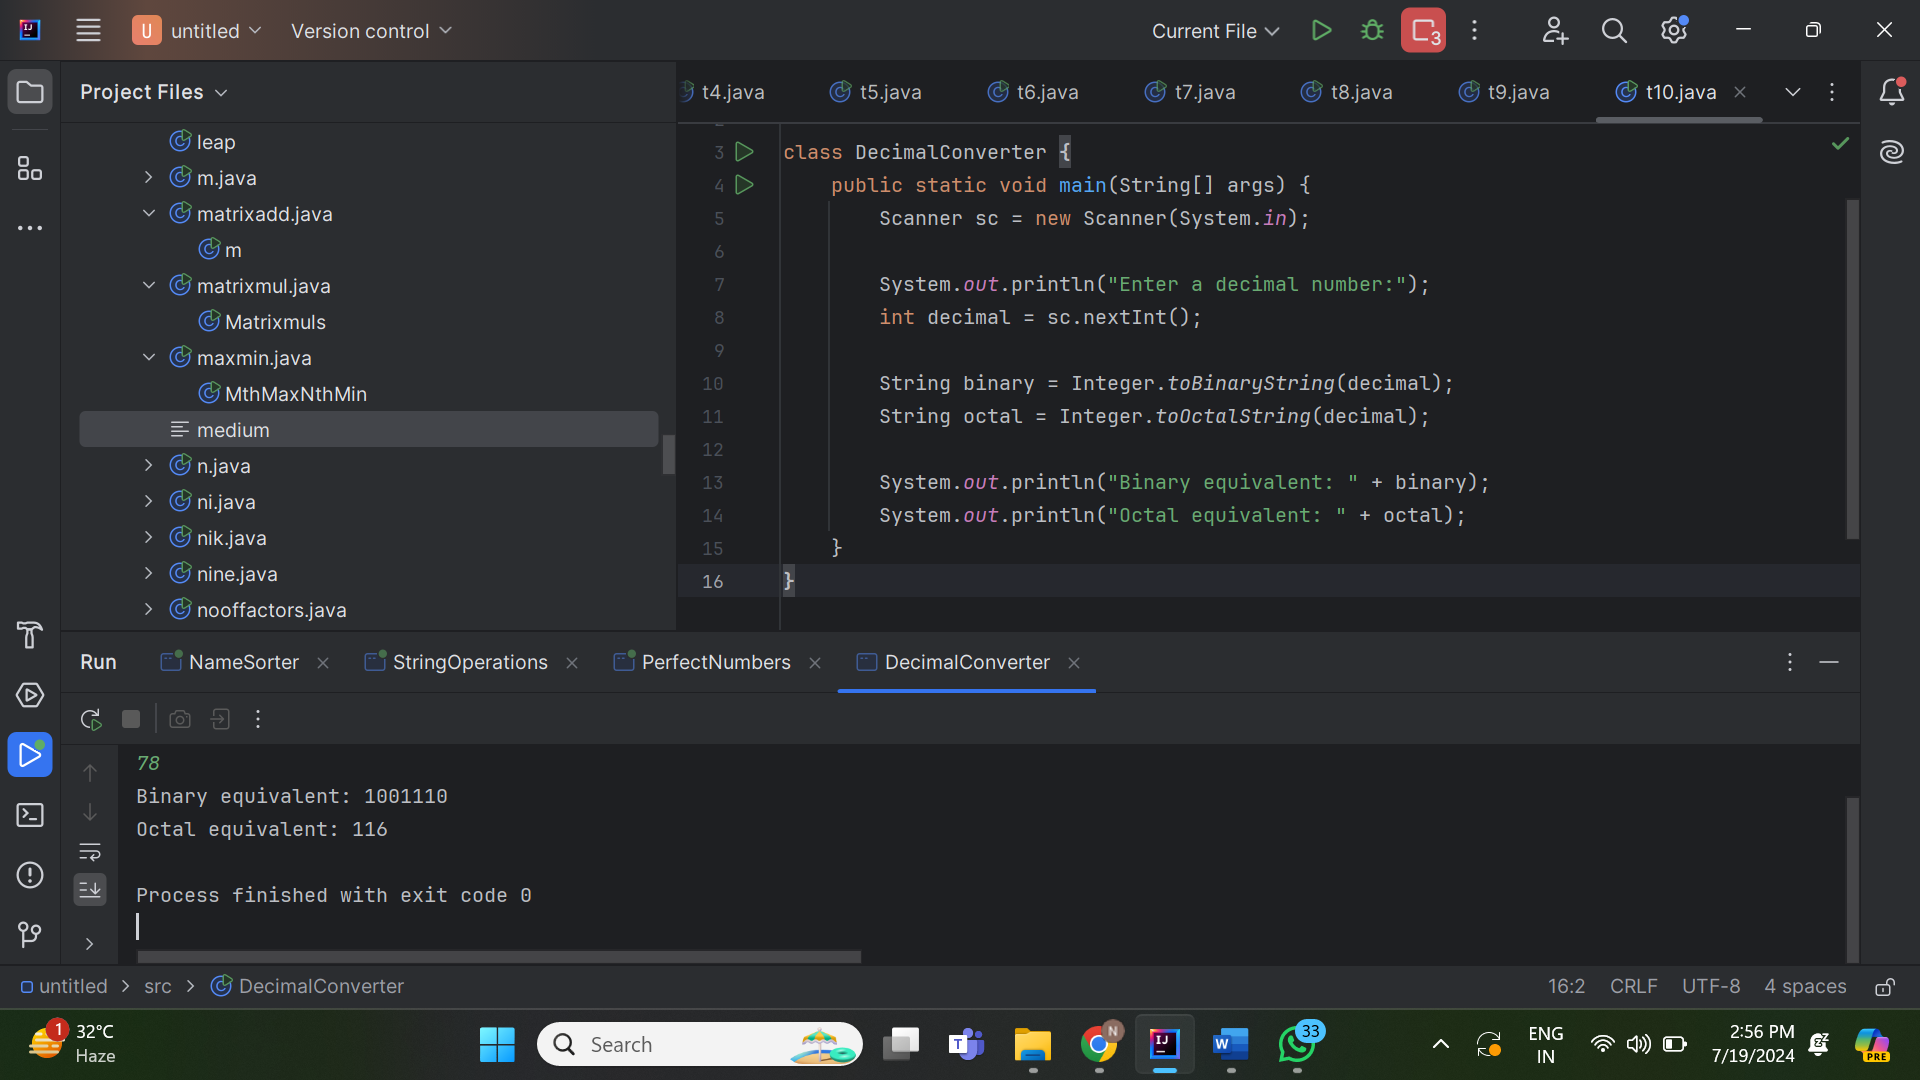 U untitled Version control Current File 3
Project Files
t4.java t5.java t6.java t7.java t8.java t9.java t10.java
leap
m.java
matrixadd.java
m
matrixmul.java
Matrixmuls
maxmin.java
MthMaxNthMin
medium
n.java
ni.java
nik.java
nine.java
nooffactors.java
3 class DecimalConverter {
4 public static void main(String[] args) {
5 Scanner sc = new Scanner(System.in);
6
7 System.out.println("Enter a decimal number:");
8 int decimal = sc.nextInt();
9
10 String binary = Integer.toBinaryString(decimal);
11 String octal = Integer.toOctalString(decimal);
12
13 System.out.println("Binary equivalent: " + binary);
14 System.out.println("Octal equivalent: " + octal);
15 }
16 }
Run NameSorter StringOperations PerfectNumbers DecimalConverter
78
Binary equivalent: 1001110
Octal equivalent: 116
Process finished with exit code 0
untitled > src > DecimalConverter 16:2 CRLF UTF-8 4 spaces
1 32°C
Haze
Search
T
N
IJ
W
33
ENG
IN
2:56 PM
7/19/2024
PRE